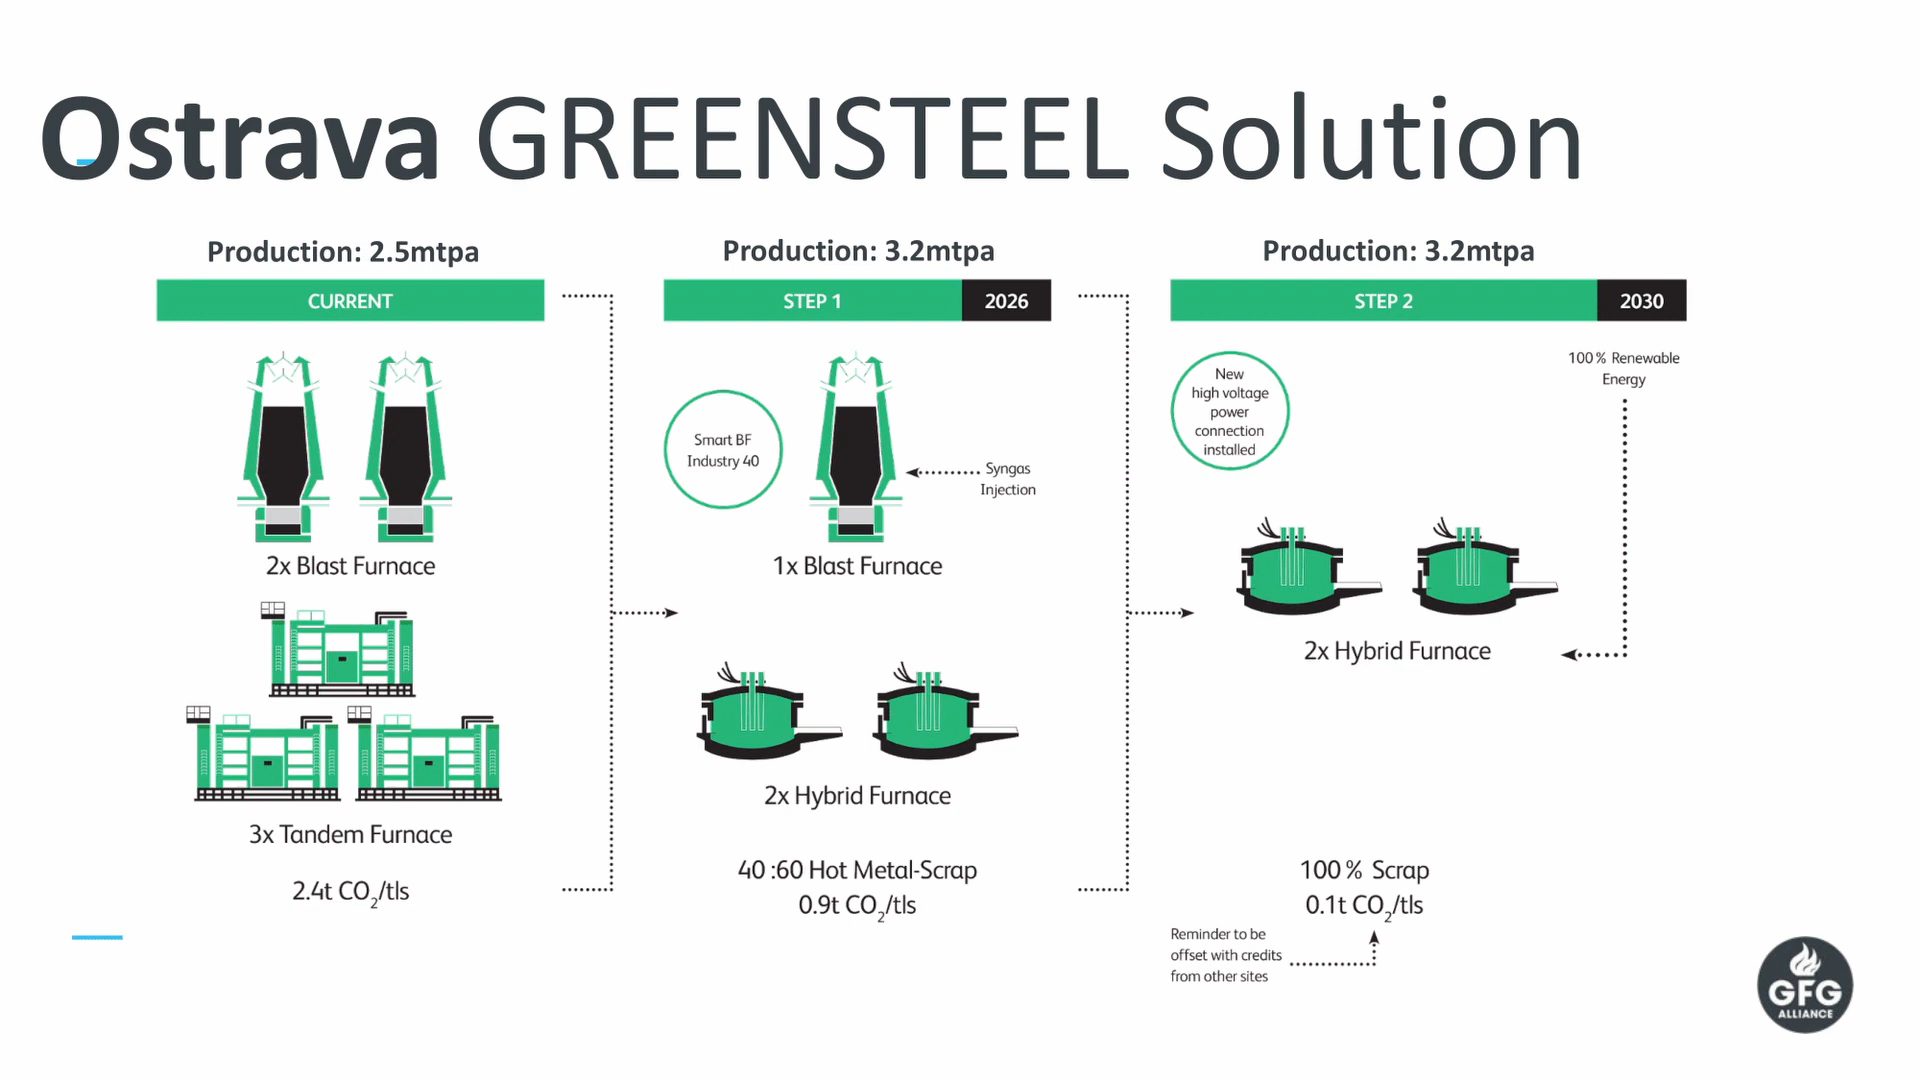 Ostrava GREENSTEEL Solution
Production: 2.5mtpa
CURRENT
2x Blast Furnace
3x Tandem Furnace
2.4t CO₂/tls
Production: 3.2mtpa
STEP 1
2026
Smart BF
Industry 40
Syngas
Injection
1x Blast Furnace
2x Hybrid Furnace
40 :60 Hot Metal-Scrap
0.9t CO₂/tls
Production: 3.2mtpa
STEP 2
2030
New
high voltage
power
connection
installed
100 % Renewable
Energy
2x Hybrid Furnace
100 % Scrap
0.1t CO₂/tls
Reminder to be
offset with credits
from other sites
GFG
ALLIANCE